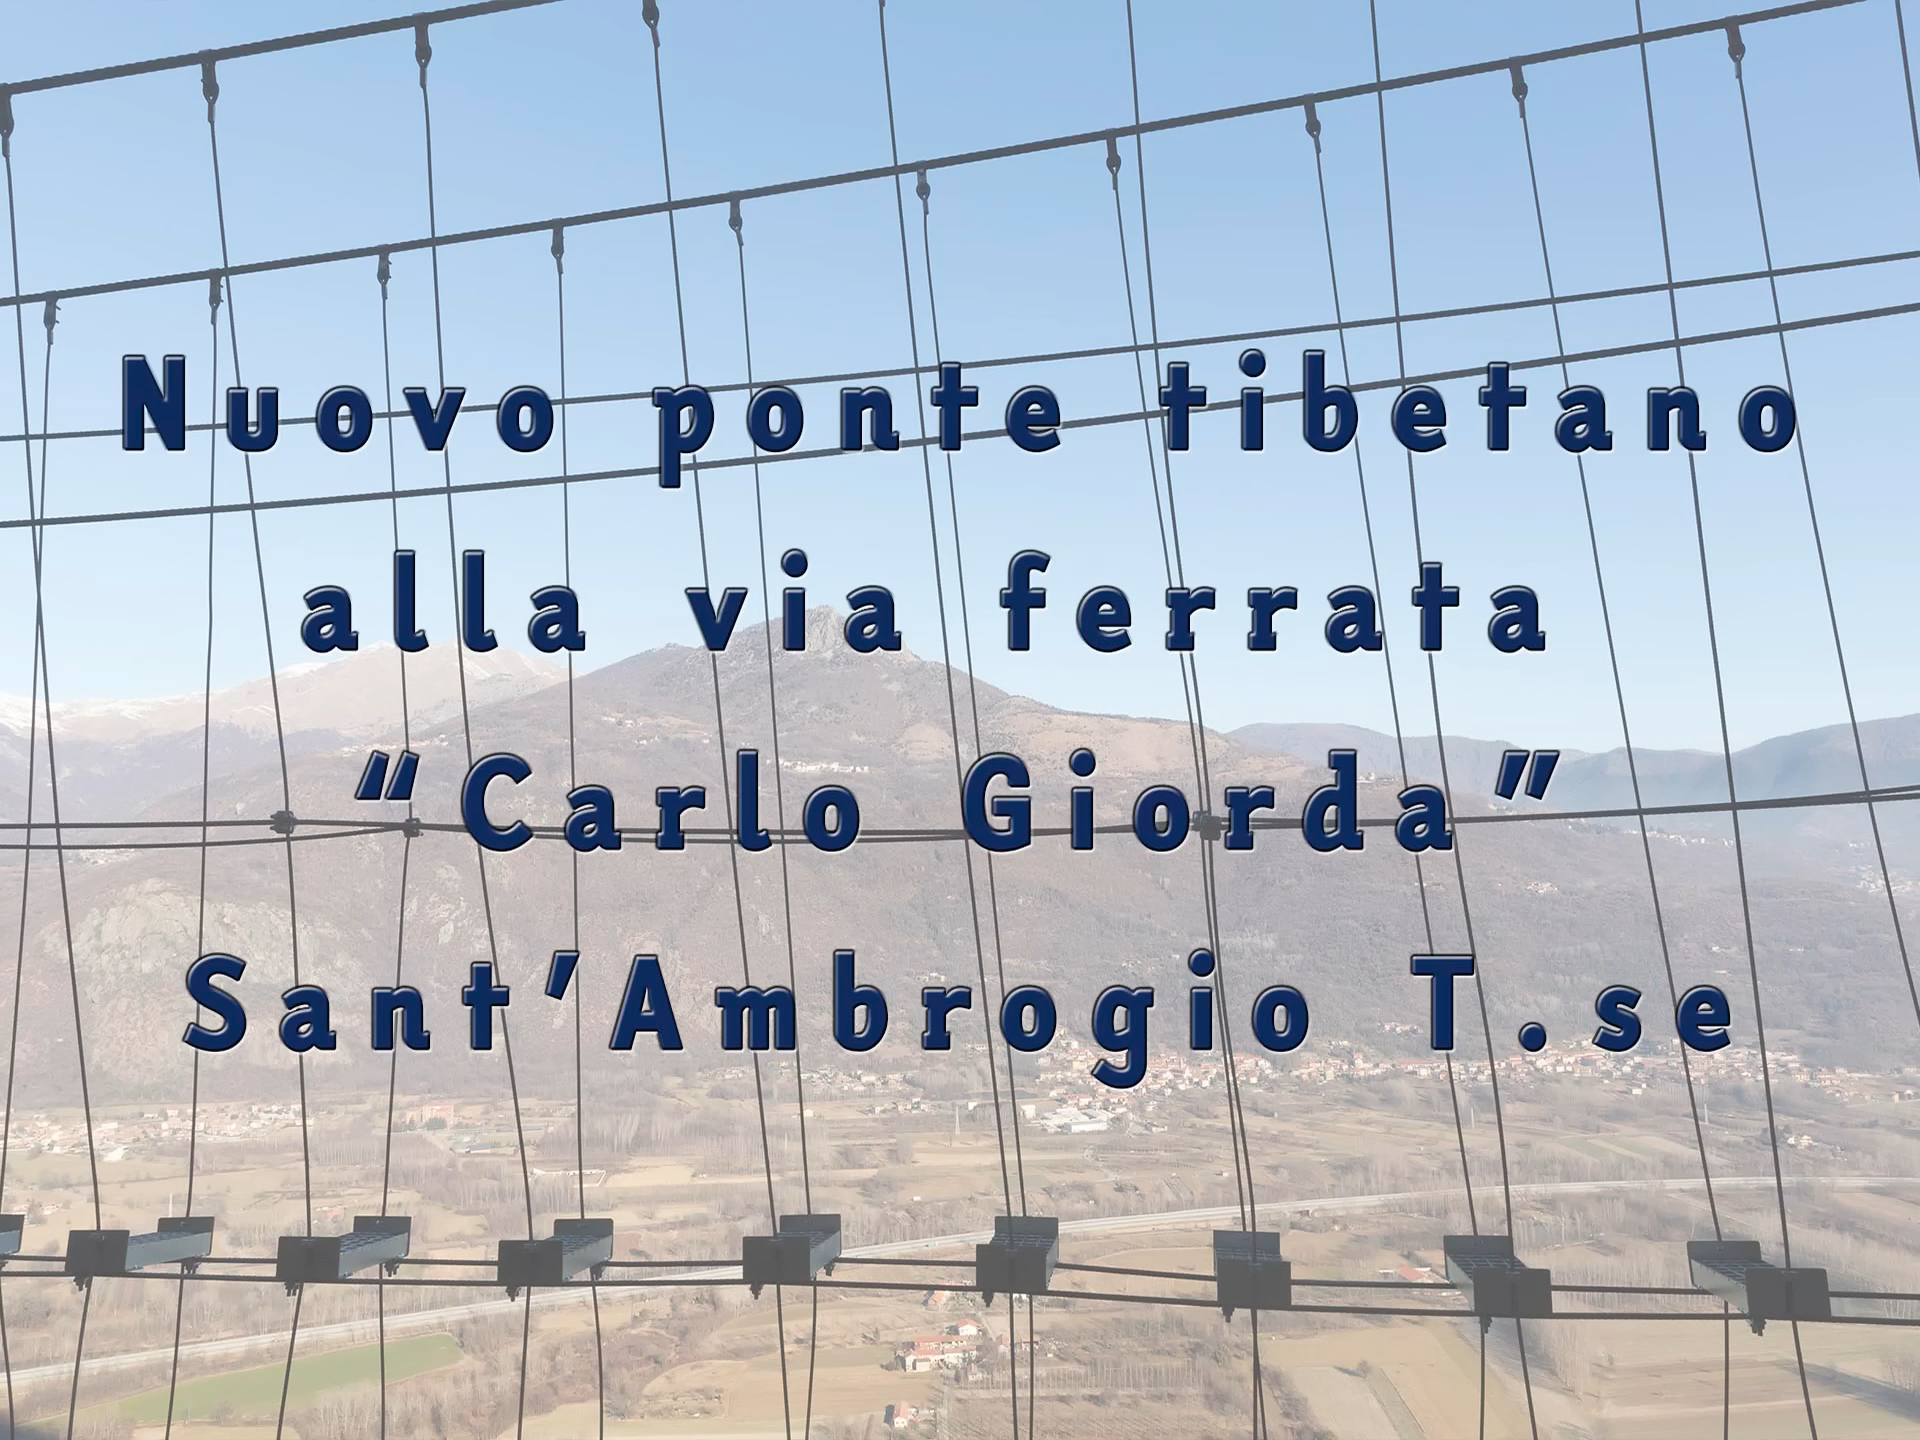 Nuovo ponte tibetano
alla via ferrata
“Carlo Giorda”
Sant’Ambrogio T.se